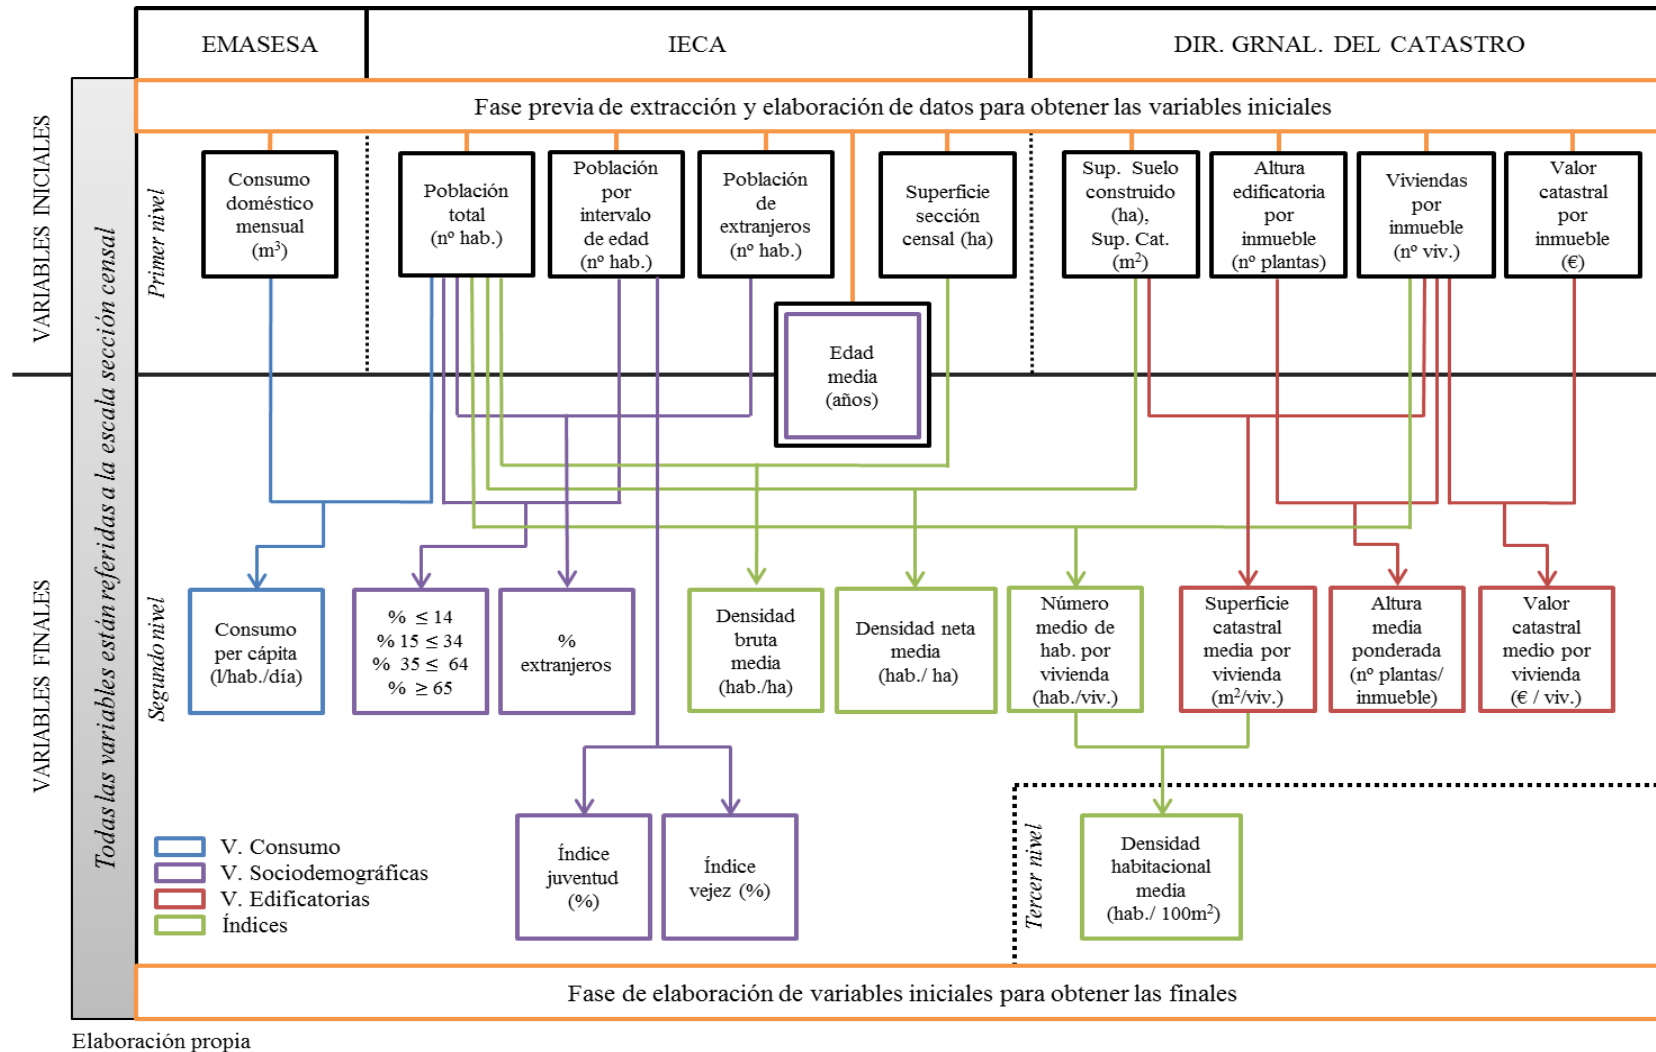 EMASESA
IECA
DIR. GRNAL. DEL CATASTRO
Fase previa de extracción y elaboración de datos para obtener las variables iniciales
VARIABLES INICIALES
Primer nivel
Todas las variables están referidas a la escala sección censal
Consumo
doméstico
mensual
(m³)
Población
total
(nº hab.)
Población
por
intervalo
de edad
(nº hab.)
Población
de
extranjeros
(nº hab.)
Superficie
sección
censal (ha)
Sup. Suelo
construido
(ha),
Sup. Cat.
(m²)
Altura
edificatoria
por
inmueble
(nº plantas)
Viviendas
por
inmueble
(nº viv.)
Valor
catastral
por
inmueble
(€)
Edad
media
(años)
VARIABLES FINALES
Segundo nivel
Consumo
per cápita
(l/hab./día)
% ≤ 14
% 15 ≤ 34
% 35 ≤ 64
% ≥ 65
%
extranjeros
Densidad
bruta
media
(hab./ha)
Densidad neta
media
(hab./ ha)
Número
medio de
hab. por
vivienda
(hab./viv.)
Superficie
catastral
media por
vivienda
(m²/viv.)
Altura
media
ponderada
(nº plantas/
inmueble)
Valor
catastral
medio por
vivienda
(€ / viv.)
Índice
juventud
(%)
Índice
vejez (%)
Tercer nivel
Densidad
habitacional
media
(hab./ 100m²)
V. Consumo
V. Sociodemográficas
V. Edificatorias
Índices
Fase de elaboración de variables iniciales para obtener las finales
Elaboración propia